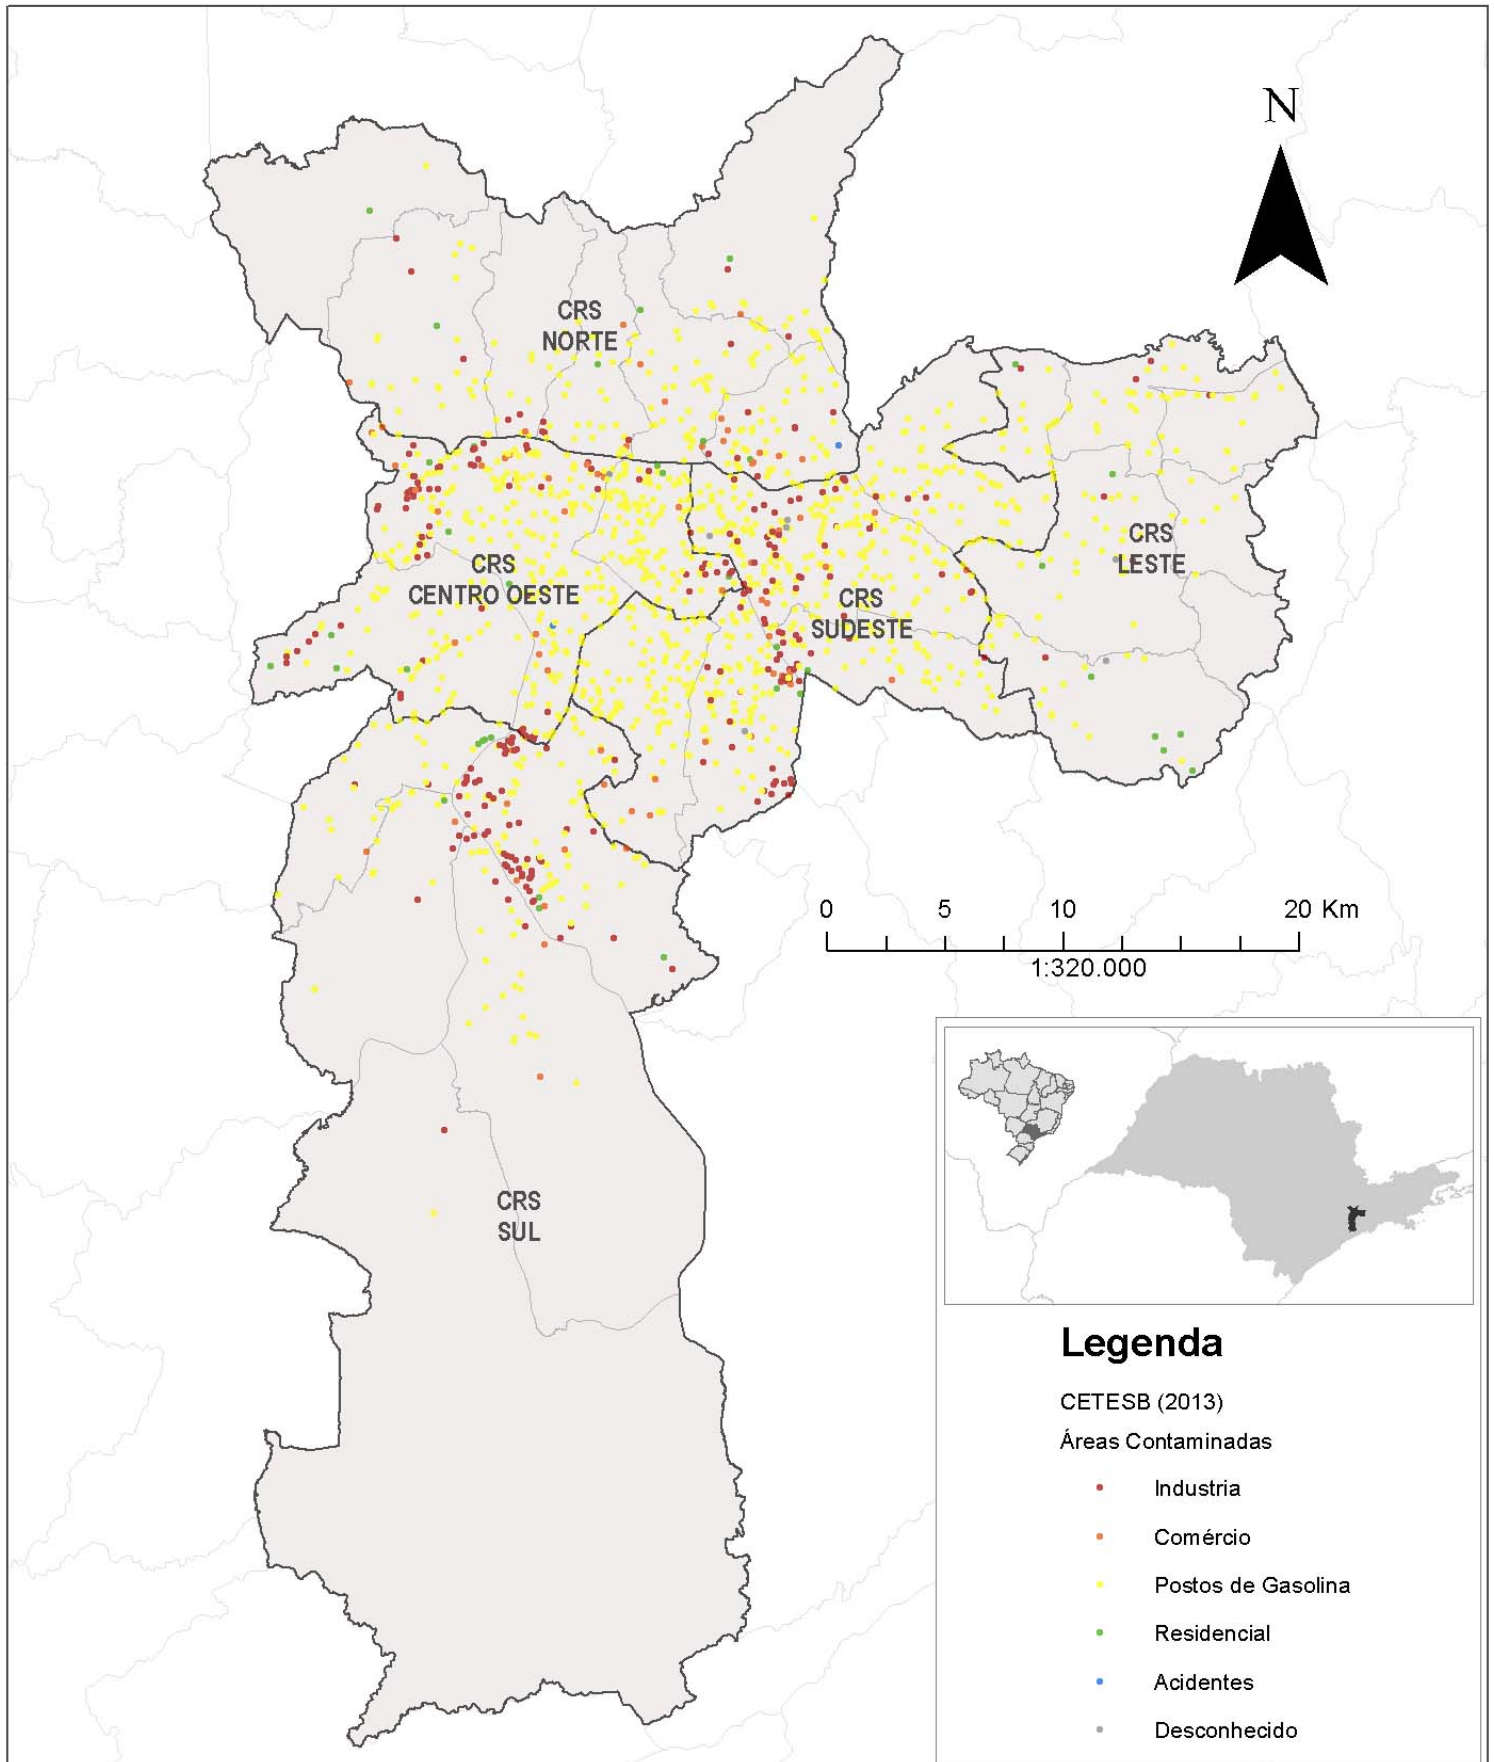 N
CRS
NORTE
CRS
LESTE
CRS
CENTRO OESTE
CRS
SUDESTE
0 5 10 20 Km
1:320.000
CRS
SUL
Legenda
CETESB (2013)
Áreas Contaminadas
Industria
Comércio
Postos de Gasolina
Residencial
Acidentes
Desconhecido